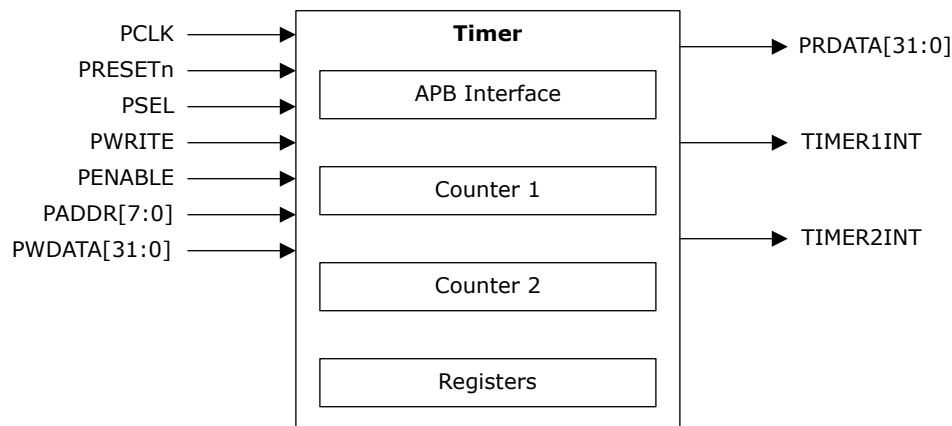 PCLK
PRESETn
PSEL
PWRITE
PENABLE
PADDR[7:0]
PWDATA[31:0]
Timer
APB Interface
Counter 1
Counter 2
Registers
PRDATA[31:0]
TIMER1INT
TIMER2INT